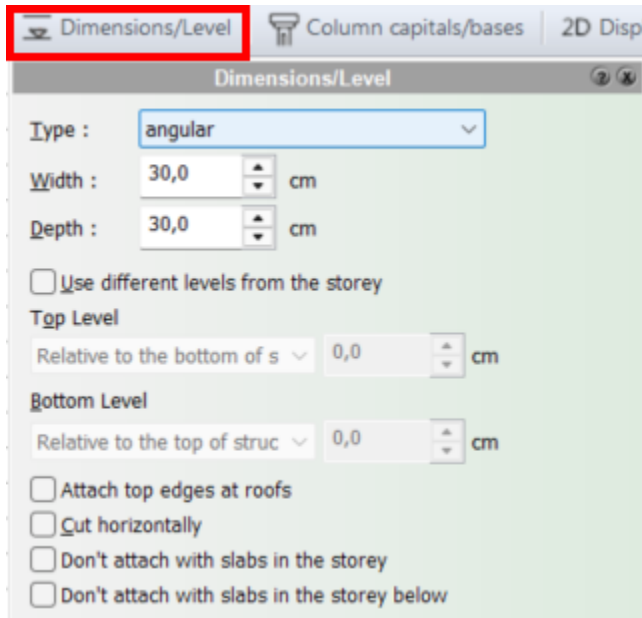 Dimensions/Level Column capitals/bases 2D Disp
Dimensions/Level
Type : angular
Width : 30,0 cm
Depth : 30,0 cm
Use different levels from the storey
Top Level
Relative to the bottom of s 0,0 cm
Bottom Level
Relative to the top of struc 0,0 cm
Attach top edges at roofs
Cut horizontally
Don't attach with slabs in the storey
Don't attach with slabs in the storey below